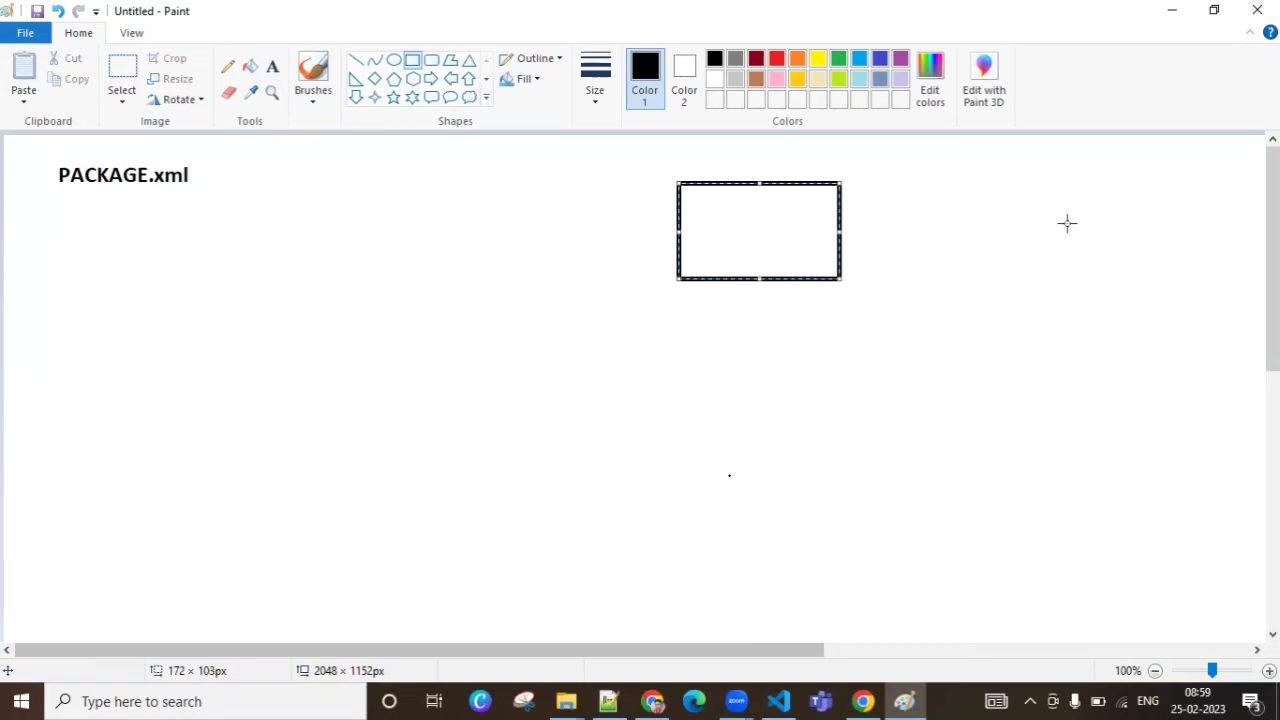 Untitled - Paint
File
Home
View
Paste
Cut
Copy
Clipboard
Select
Crop
Resize
Rotate
Image
A
Tools
Brushes
Outline
Fill
Shapes
Size
Color 1
Color 2
Edit colors
Colors
Edit with Paint 3D
PACKAGE.xml
172 × 103px
2048 × 1152px
100%
Type here to search
zoom
ENG
08:59
25-02-2023
3